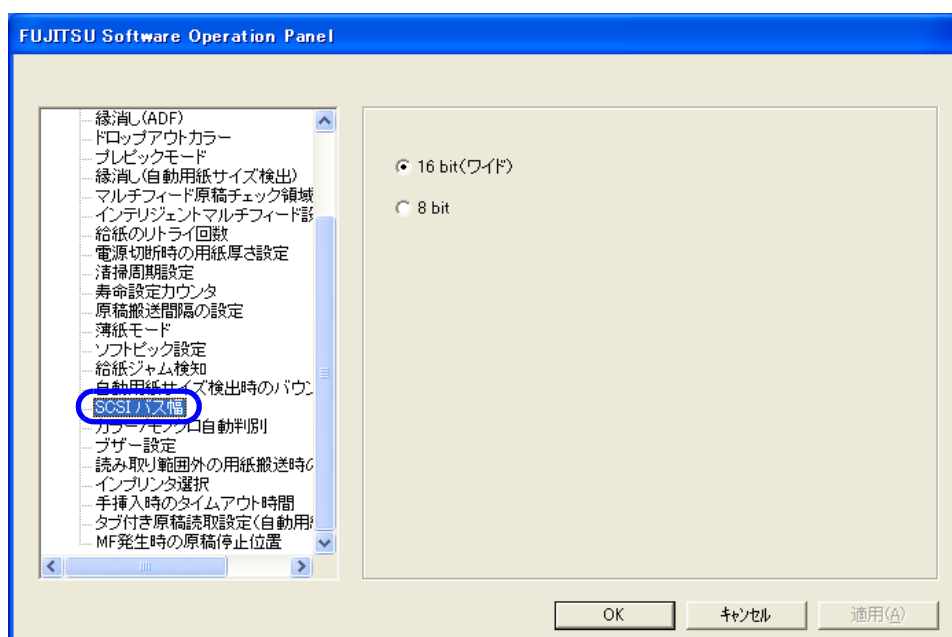 FUJITSU Software Operation Panel
縁消し(ADF)
ドロップアウトカラー
プレピックモード
縁消し(自動用紙サイズ検出)
マルチフィード原稿チェック領域
インテリジェントマルチフィード設
給紙のリトライ回数
電源切断時の用紙厚さ設定
清掃周期設定
寿命設定カウンタ
原稿搬送間隔の設定
薄紙モード
ソフトピック設定
給紙ジャム検知
自動用紙サイズ検出時のバウン
SCSI バス幅
カラー/モノクロ自動判別
ブザー設定
読み取り範囲外の用紙搬送時の
インプリンタ選択
手挿入時のタイムアウト時間
タブ付き原稿読取設定(自動用
MF発生時の原稿停止位置
16 bit(ワイド)
8 bit
OK
キャンセル
適用(A)